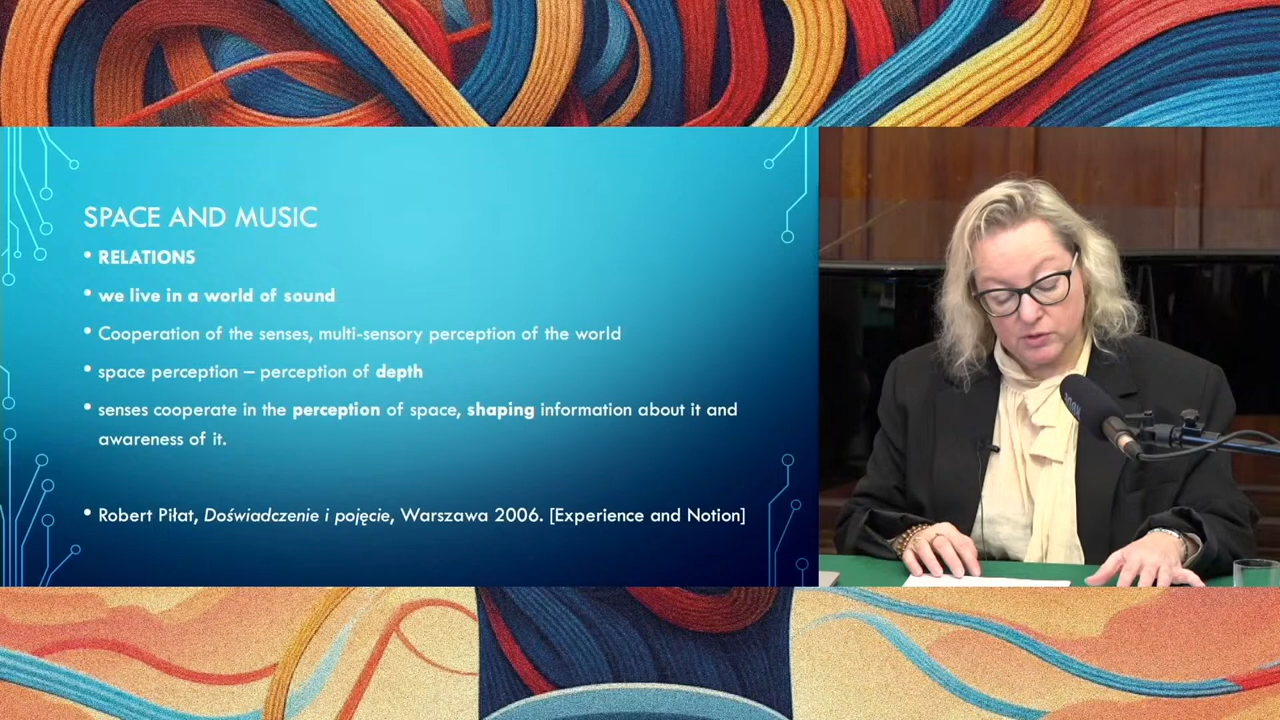 SPACE AND MUSIC
• RELATIONS
• we live in a world of sound
• Cooperation of the senses, multi-sensory perception of the world
• space perception – perception of depth
• senses cooperate in the perception of space, shaping information about it and
awareness of it.
• Robert Piłat, Doświadczenie i pojęcie, Warszawa 2006. [Experience and Notion]